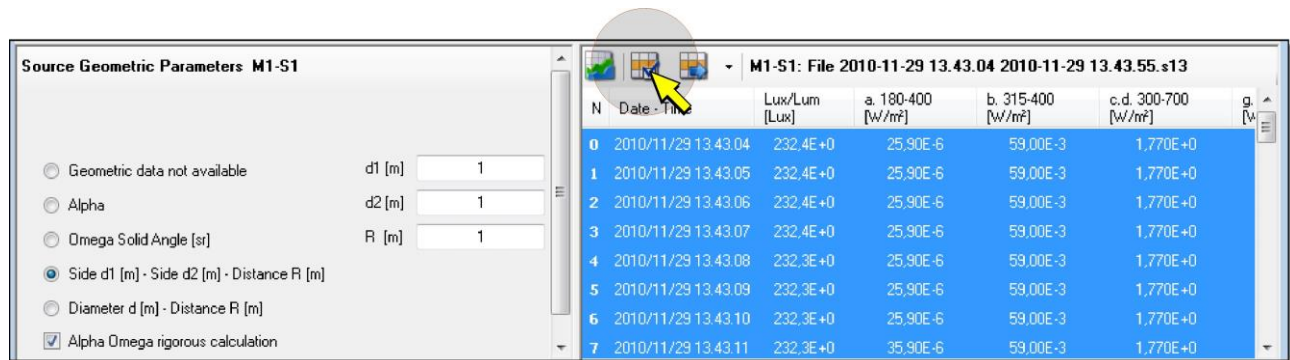 Source Geometric Parameters M1-S1
Geometric data not available
d1 [m] 1
Alpha
d2 [m] 1
Omega Solid Angle [sr]
R [m] 1
Side d1 [m] - Side d2 [m] - Distance R [m]
Diameter d [m] - Distance R [m]
Alpha Omega rigorous calculation
M1-S1: File 2010-11-29 13.43.04 2010-11-29 13.43.55.s13
N Date - Time Lux/Lum [Lux] a. 180-400 [W/m²] b. 315-400 [W/m²] c.d. 300-700 [W/m²] g.
0 2010/11/29 13.43.04 232,4E+0 25,90E-6 59,00E-3 1,770E+0
1 2010/11/29 13.43.05 232,4E+0 25,90E-6 59,00E-3 1,770E+0
2 2010/11/29 13.43.06 232,4E+0 25,90E-6 59,00E-3 1,770E+0
3 2010/11/29 13.43.07 232,4E+0 25,90E-6 59,00E-3 1,770E+0
4 2010/11/29 13.43.08 232,3E+0 25,90E-6 59,00E-3 1,770E+0
5 2010/11/29 13.43.09 232,3E+0 25,90E-6 59,00E-3 1,770E+0
6 2010/11/29 13.43.10 232,3E+0 25,90E-6 59,00E-3 1,770E+0
7 2010/11/29 13.43.11 232,3E+0 35,90E-6 59,00E-3 1,770E+0